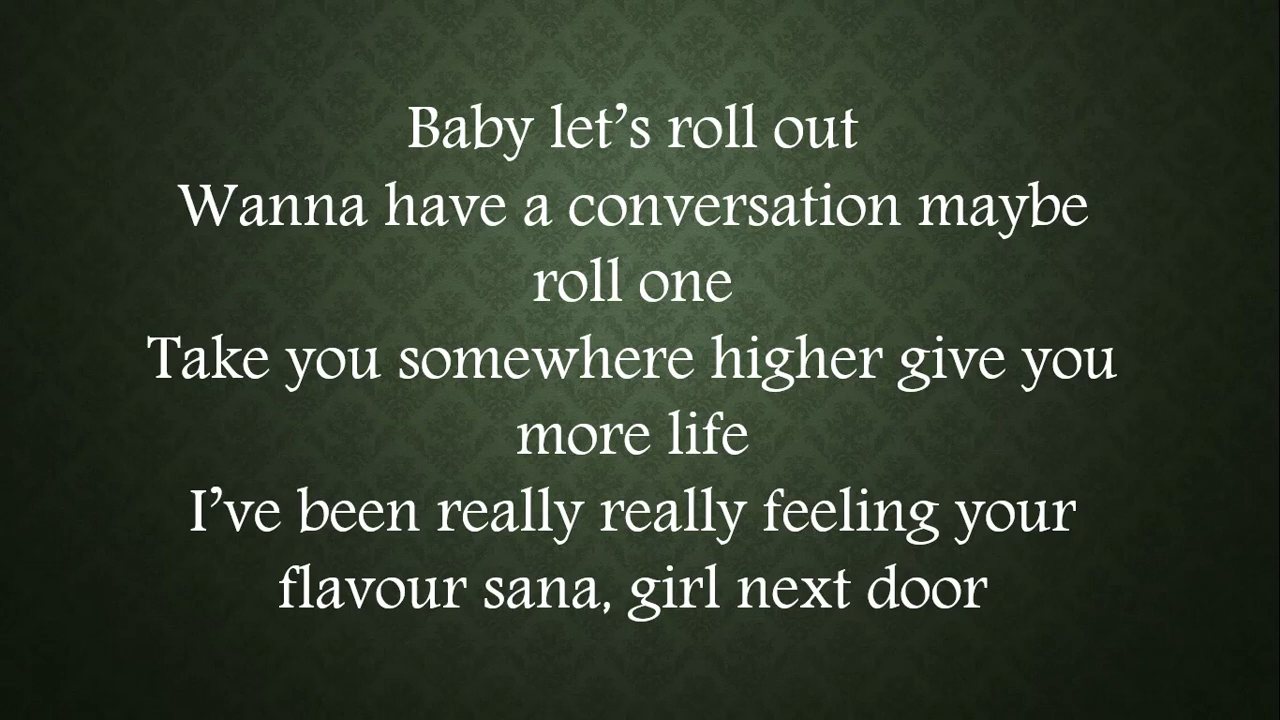 Baby let’s roll out
Wanna have a conversation maybe
roll one
Take you somewhere higher give you
more life
I’ve been really really feeling your
flavour sana, girl next door